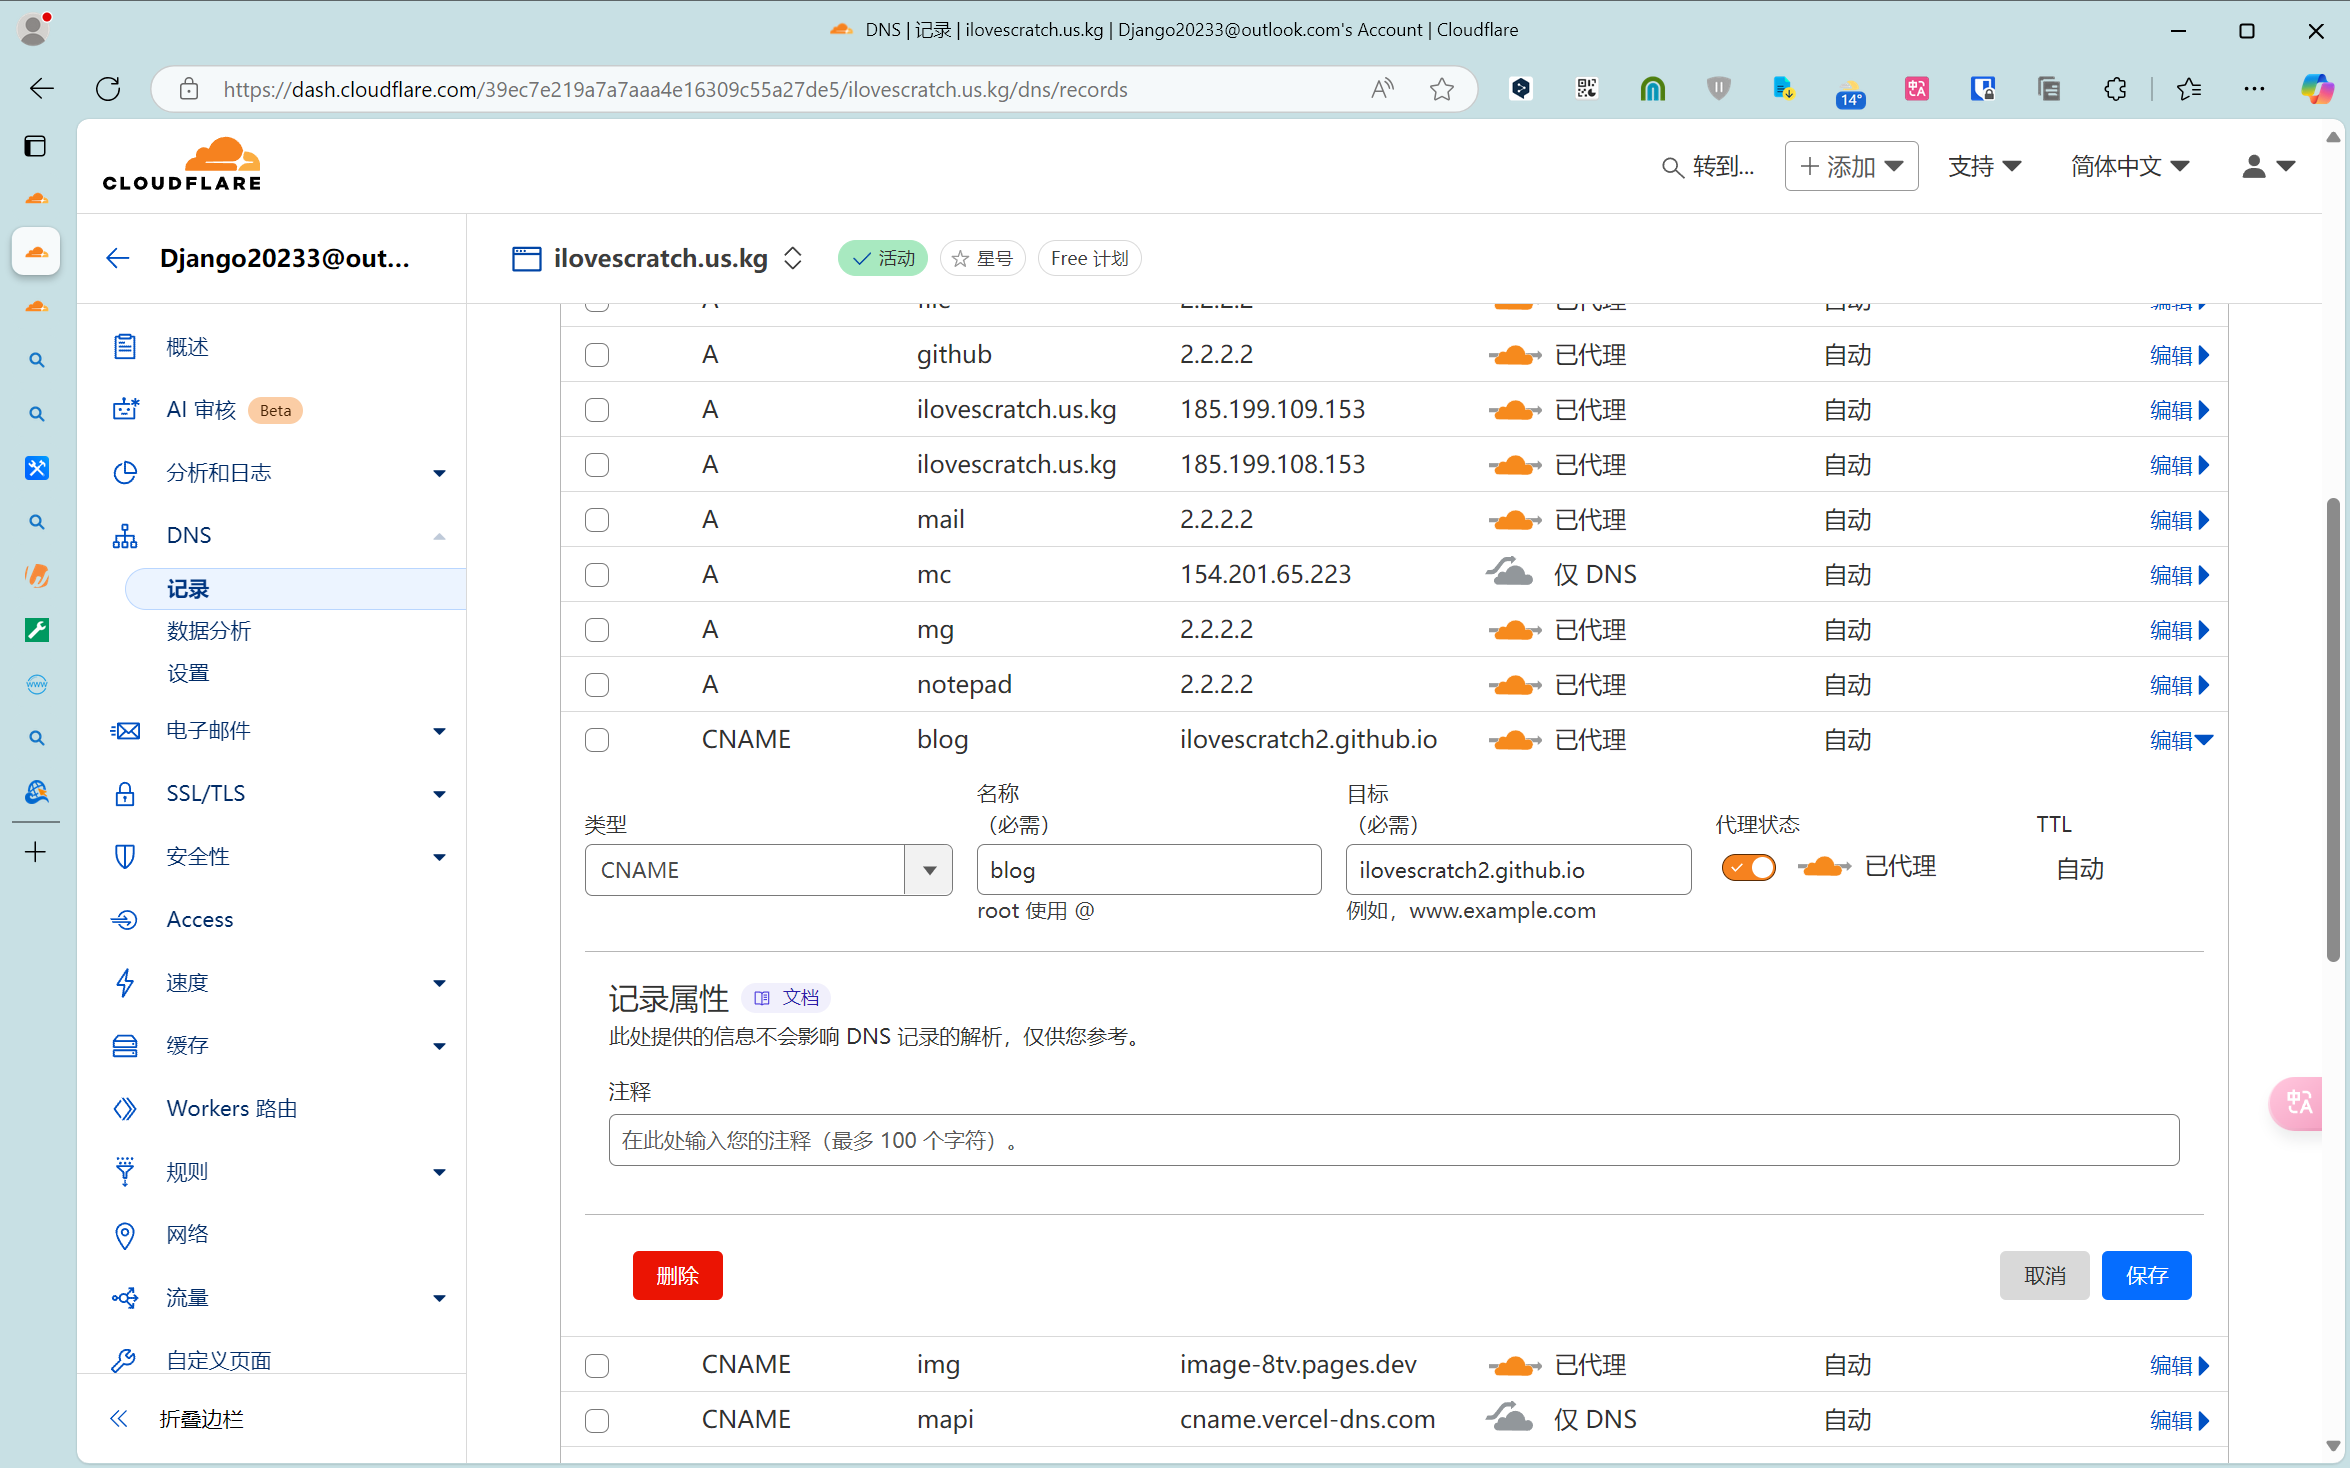 DNS | 记录 | ilovescratch.us.kg | Django20233@outlook.com's Account | Cloudflare
https://dash.cloudflare.com/39ec7e219a7a7aaa4e16309c55a27de5/ilovescratch.us.kg/dns/records
14°
CLOUDFLARE
转到...
添加
支持
简体中文
Django20233@out...
ilovescratch.us.kg
活动
星号
Free 计划
概述
AI 审核 Beta
分析和日志
DNS
记录
数据分析
设置
电子邮件
SSL/TLS
安全性
Access
速度
缓存
Workers 路由
规则
网络
流量
自定义页面
折叠边栏
A file 2.2.2.2 已代理 自动 编辑
A github 2.2.2.2 已代理 自动 编辑
A ilovescratch.us.kg 185.199.109.153 已代理 自动 编辑
A ilovescratch.us.kg 185.199.108.153 已代理 自动 编辑
A mail 2.2.2.2 已代理 自动 编辑
A mc 154.201.65.223 仅 DNS 自动 编辑
A mg 2.2.2.2 已代理 自动 编辑
A notepad 2.2.2.2 已代理 自动 编辑
CNAME blog ilovescratch2.github.io 已代理 自动 编辑
类型
CNAME
名称
（必需）
blog
root 使用 @
目标
（必需）
ilovescratch2.github.io
例如，www.example.com
代理状态
已代理
TTL
自动
记录属性 文档
此处提供的信息不会影响 DNS 记录的解析，仅供您参考。
注释
在此处输入您的注释（最多 100 个字符）。
删除
取消
保存
CNAME img image-8tv.pages.dev 已代理 自动 编辑
CNAME mapi cname.vercel-dns.com 仅 DNS 自动 编辑